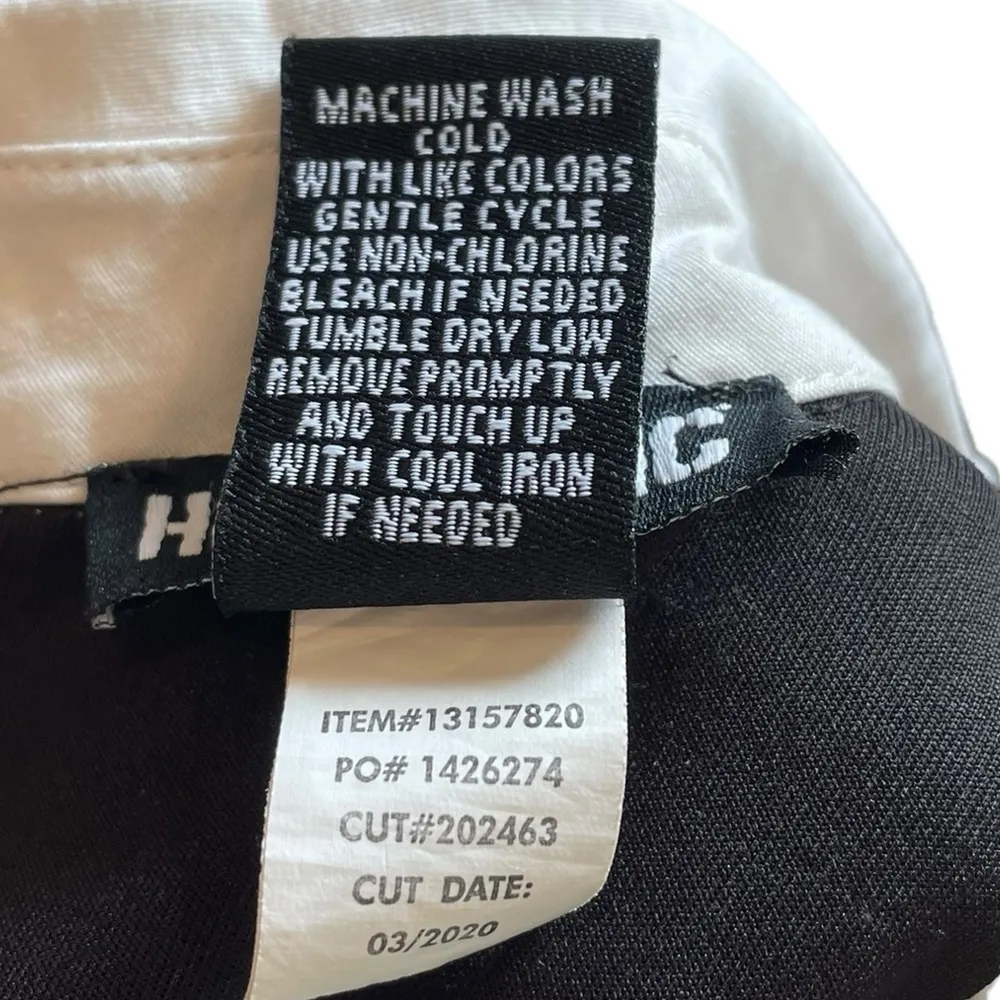 MACHINE WASH
COLD
WITH LIKE COLORS
GENTLE CYCLE
USE NON-CHLORINE
BLEACH IF NEEDED
TUMBLE DRY LOW
REMOVE PROMPTLY
AND TOUCH UP
WITH COOL IRON
IF NEEDED
ITEM#13157820
PO# 1426274
CUT#202463
CUT DATE:
03/2020